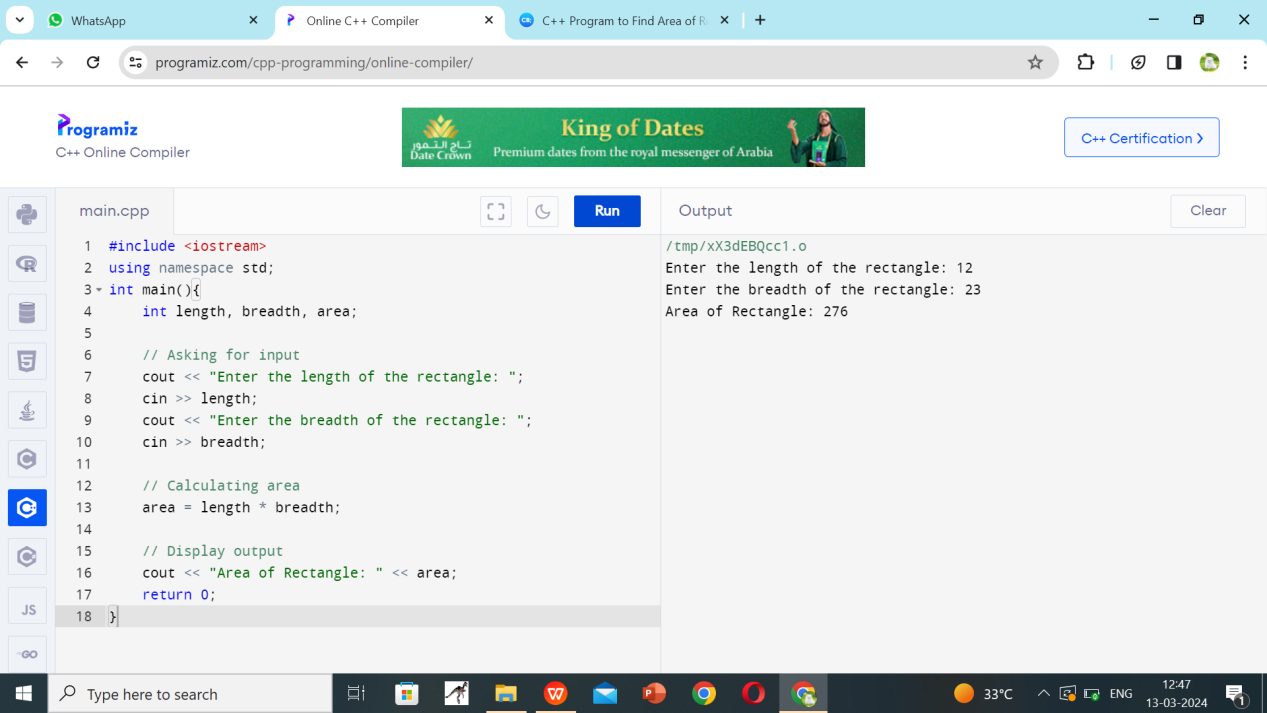 WhatsApp
Online C++ Compiler
C++ Program to Find Area of R
programiz.com/cpp-programming/online-compiler/
Programiz
C++ Online Compiler
تاج التمور
Date Crown
King of Dates
Premium dates from the royal messenger of Arabia
C++ Certification
main.cpp
Run
Output
Clear
1 #include <iostream>
2 using namespace std;
3 int main(){
4 int length, breadth, area;
5
6 // Asking for input
7 cout << "Enter the length of the rectangle: ";
8 cin >> length;
9 cout << "Enter the breadth of the rectangle: ";
10 cin >> breadth;
11
12 // Calculating area
13 area = length * breadth;
14
15 // Display output
16 cout << "Area of Rectangle: " << area;
17 return 0;
18 }
/tmp/xX3dEBQcc1.o
Enter the length of the rectangle: 12
Enter the breadth of the rectangle: 23
Area of Rectangle: 276
JS
GO
Type here to search
33°C
ENG
12:47
13-03-2024
1